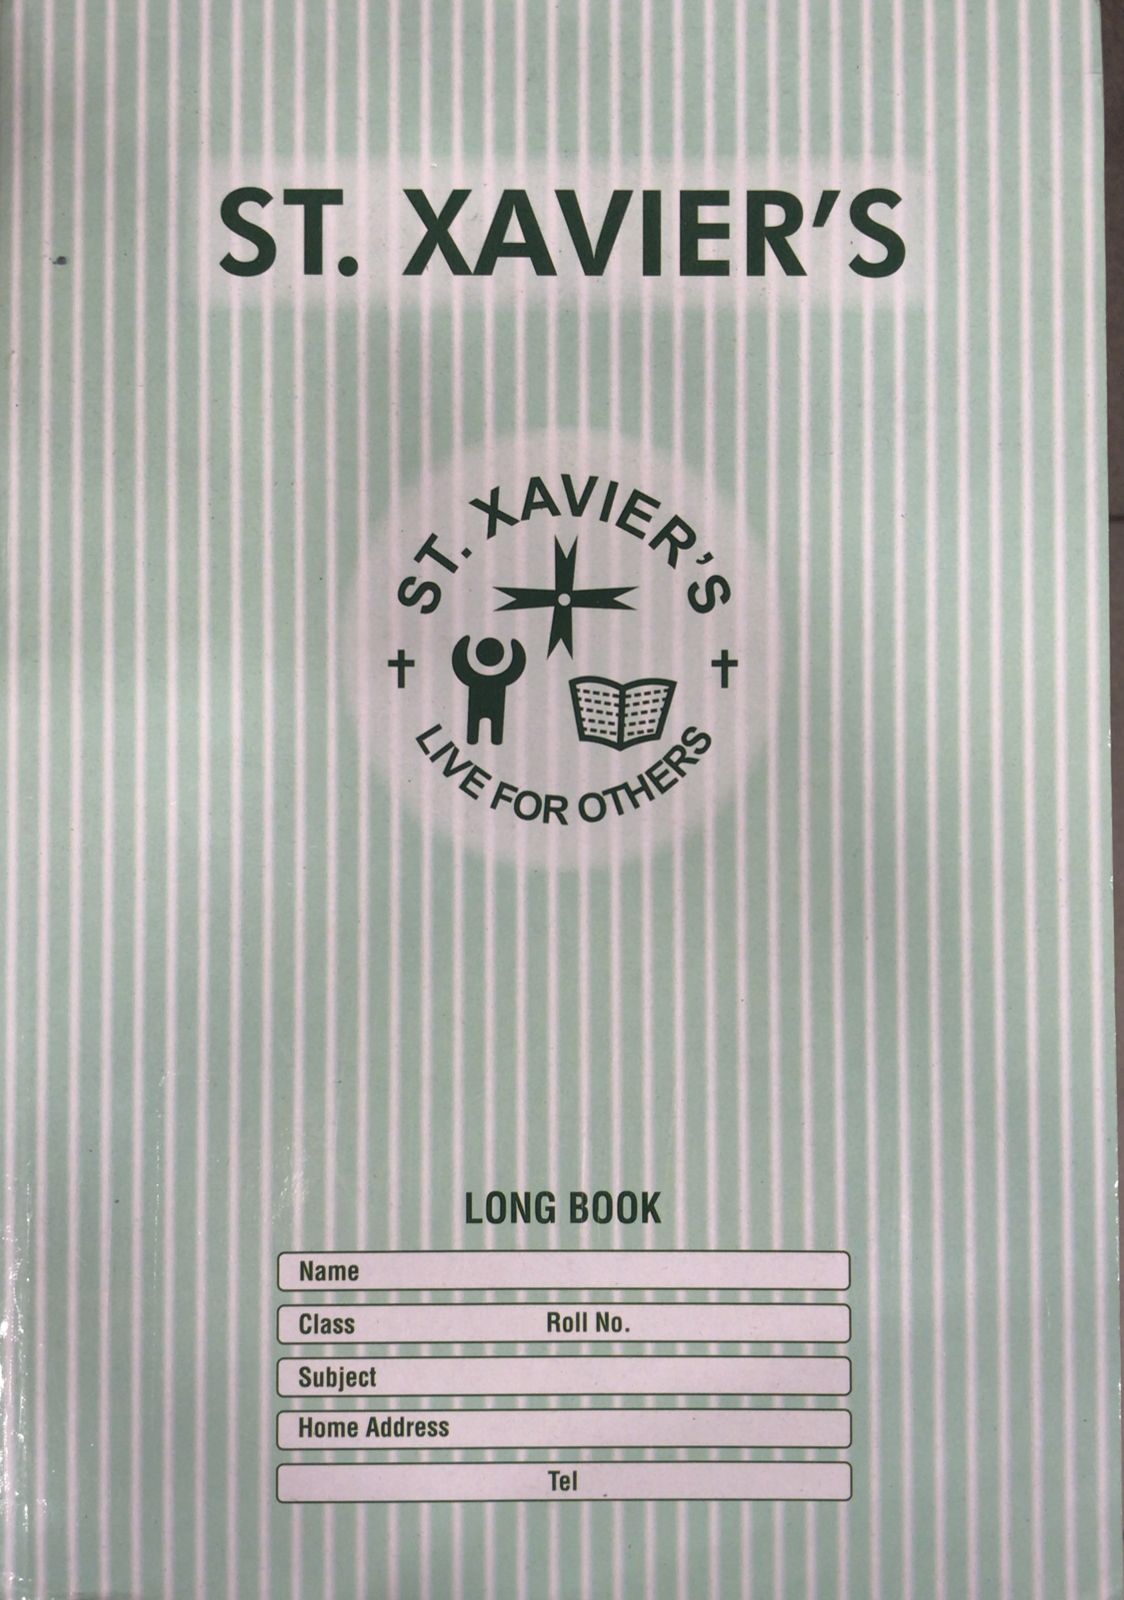 ST. XAVIER'S
ST. XAVIER'S
LIVE FOR OTHERS
LONG BOOK
Name
Class Roll No.
Subject
Home Address
Tel